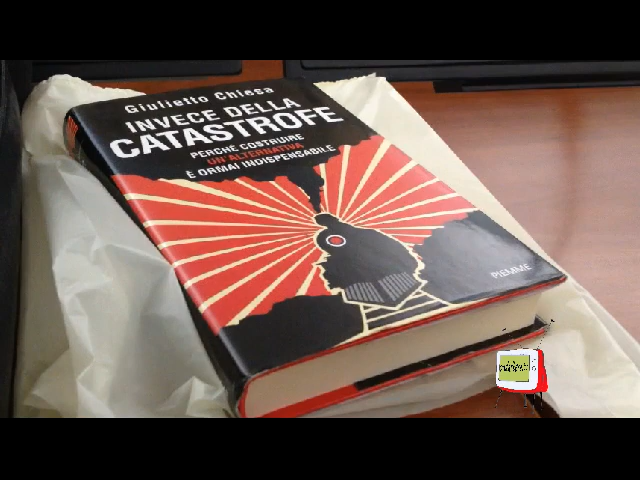 Giulietto Chiesa
INVECE DELLA
CATASTROFE
PERCHÉ COSTRUIRE
UN'ALTERNATIVA
È ORMAI INDISPENSABILE
PIEMME